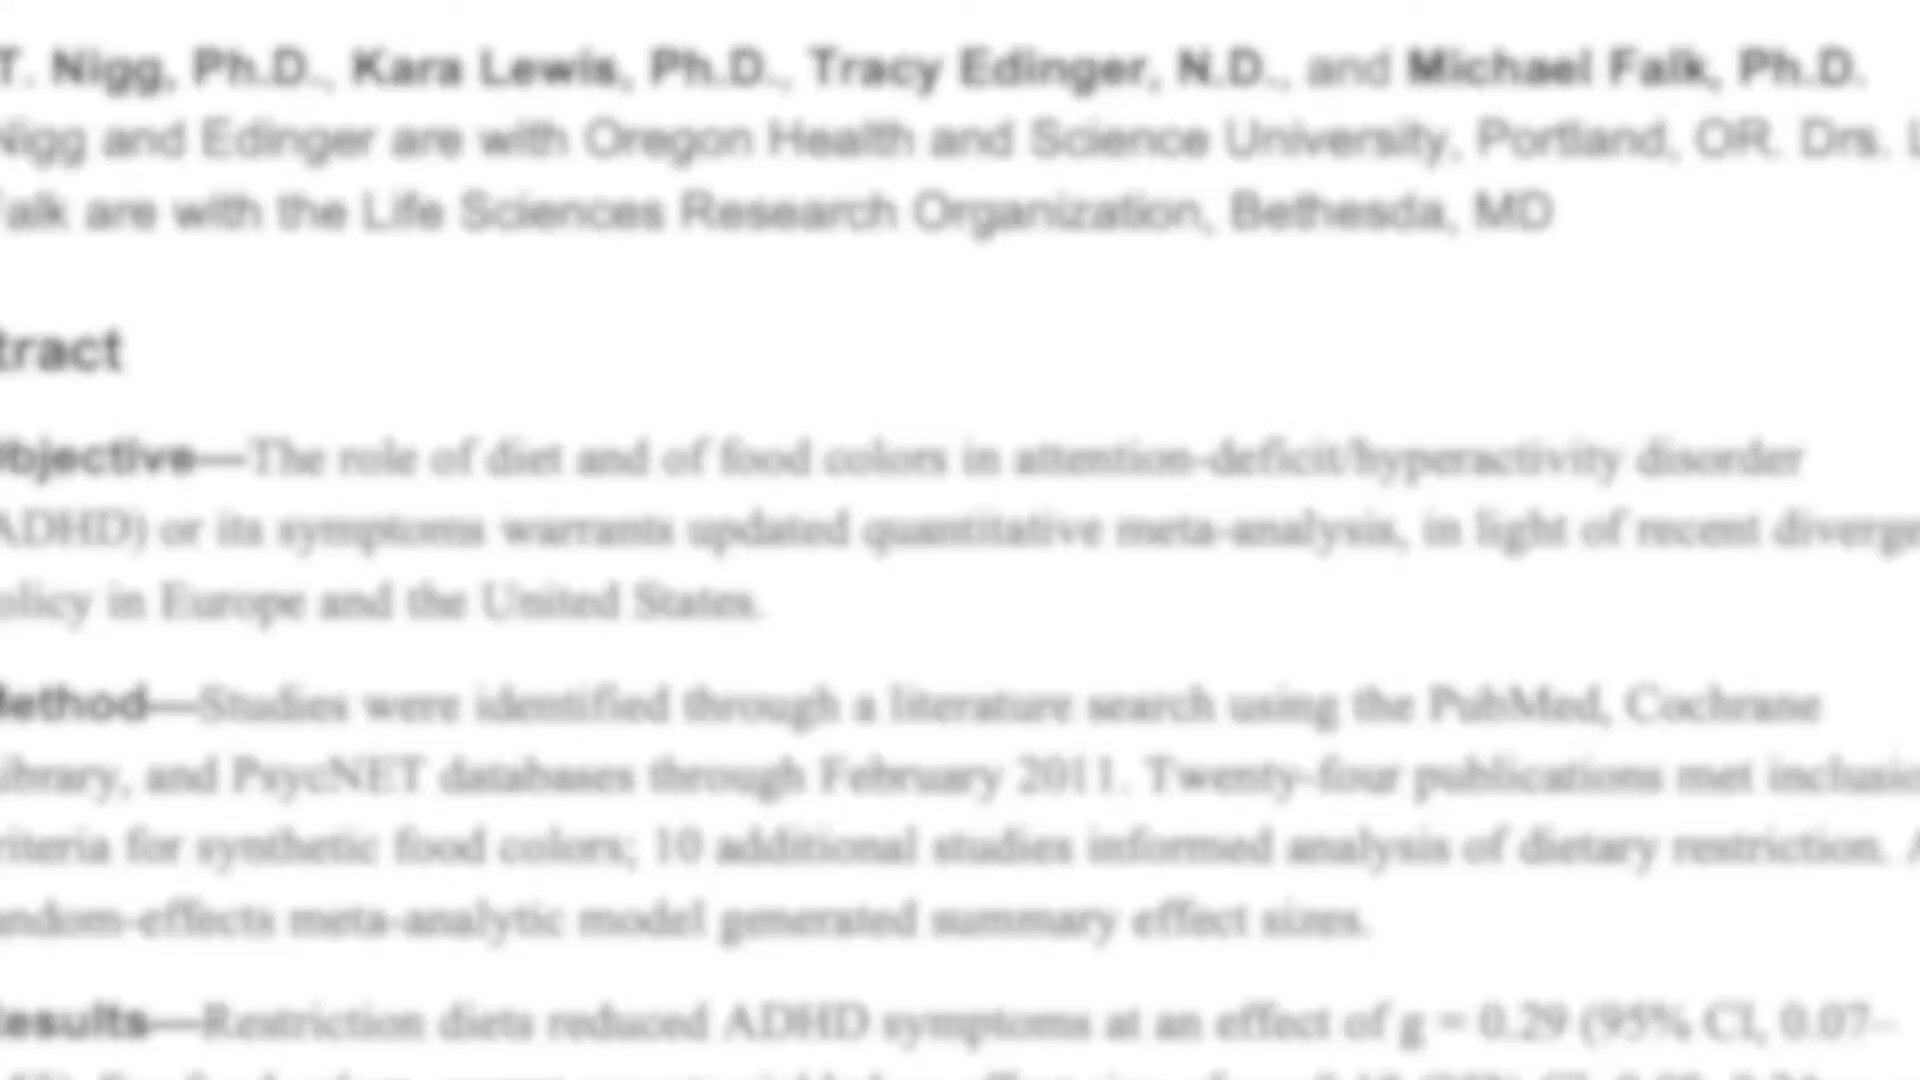 T. Nigg, Ph.D., Kara Lewis, Ph.D., Tracy Edinger, N.D., and Michael Falk, Ph.D.
Nigg and Edinger are with Oregon Health and Science University, Portland, OR. Drs. L
Falk are with the Life Sciences Research Organization, Bethesda, MD
tract
Objective—The role of diet and of food colors in attention-deficit/hyperactivity disorder
ADHD) or its symptoms warrants updated quantitative meta-analysis, in light of recent diverge
olicy in Europe and the United States.
Method—Studies were identified through a literature search using the PubMed, Cochrane
Library, and PsycNET databases through February 2011. Twenty-four publications met inclusio
riteria for synthetic food colors; 10 additional studies informed analysis of dietary restriction. A
andom-effects meta-analytic model generated summary effect sizes.
Results—Restriction diets reduced ADHD symptoms at an effect of g = 0.29 (95% CI, 0.07–